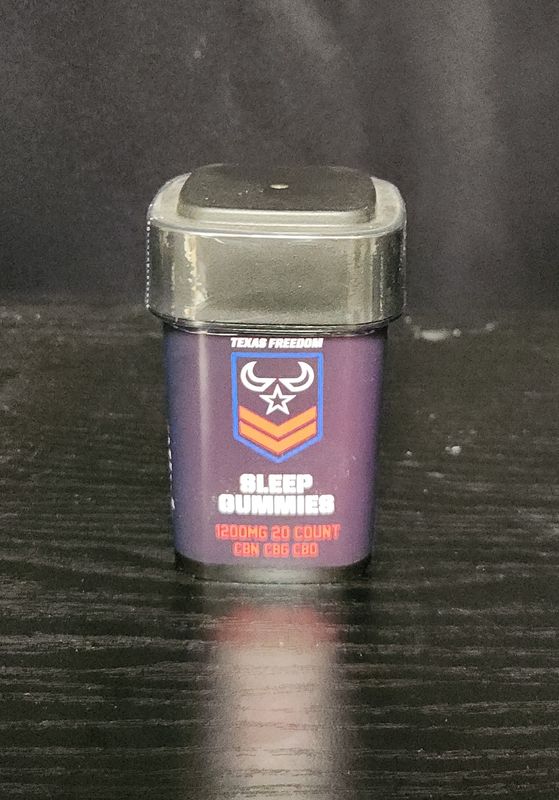 TEXAS FREEDOM
SLEEP
GUMMIES
1200MG 20 COUNT
CBN CBG CBD